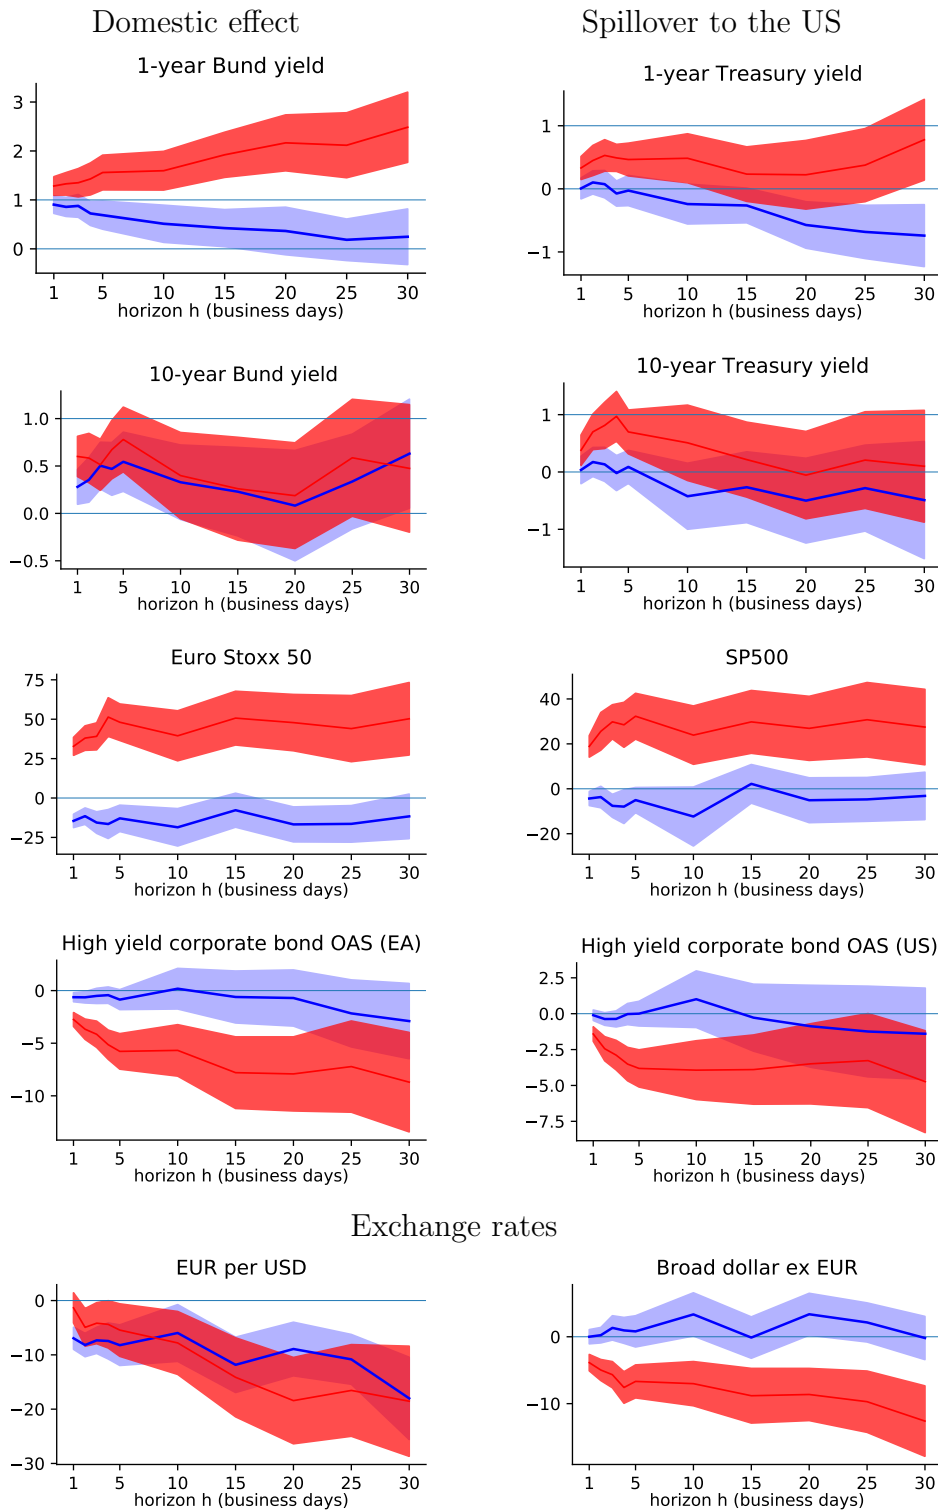 Domestic effect
Spillover to the US
1-year Bund yield
3
2
1
0
1 5 10 15 20 25 30
horizon h (business days)
1-year Treasury yield
1
0
−1
1 5 10 15 20 25 30
horizon h (business days)
10-year Bund yield
1.0
0.5
0.0
−0.5
1 5 10 15 20 25 30
horizon h (business days)
10-year Treasury yield
1
0
−1
1 5 10 15 20 25 30
horizon h (business days)
Euro Stoxx 50
75
50
25
0
−25
1 5 10 15 20 25 30
horizon h (business days)
SP500
40
20
0
−20
1 5 10 15 20 25 30
horizon h (business days)
High yield corporate bond OAS (EA)
0
−5
−10
1 5 10 15 20 25 30
horizon h (business days)
High yield corporate bond OAS (US)
2.5
0.0
−2.5
−5.0
−7.5
1 5 10 15 20 25 30
horizon h (business days)
Exchange rates
EUR per USD
0
−10
−20
−30
1 5 10 15 20 25 30
horizon h (business days)
Broad dollar ex EUR
0
−10
1 5 10 15 20 25 30
horizon h (business days)